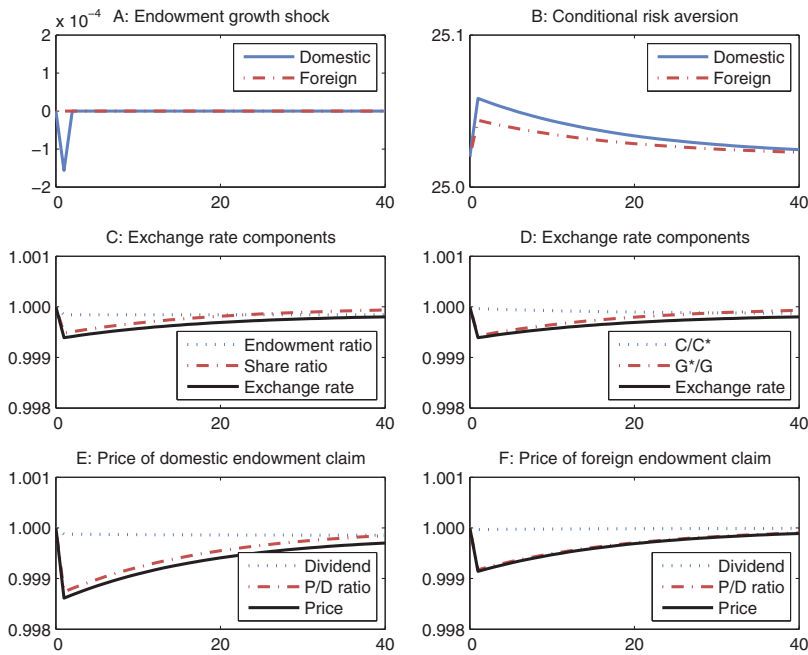 A: Endowment growth shock
x 10⁻⁴
2
1
0
−1
−2
0
20
40
Domestic
Foreign
B: Conditional risk aversion
25.1
25.0
0
20
40
Domestic
Foreign
C: Exchange rate components
1.001
1.000
0.999
0.998
0
20
40
Endowment ratio
Share ratio
Exchange rate
D: Exchange rate components
1.001
1.000
0.999
0.998
0
20
40
C/C*
G*/G
Exchange rate
E: Price of domestic endowment claim
1.001
1.000
0.999
0.998
0
20
40
Dividend
P/D ratio
Price
F: Price of foreign endowment claim
1.001
1.000
0.999
0.998
0
20
40
Dividend
P/D ratio
Price